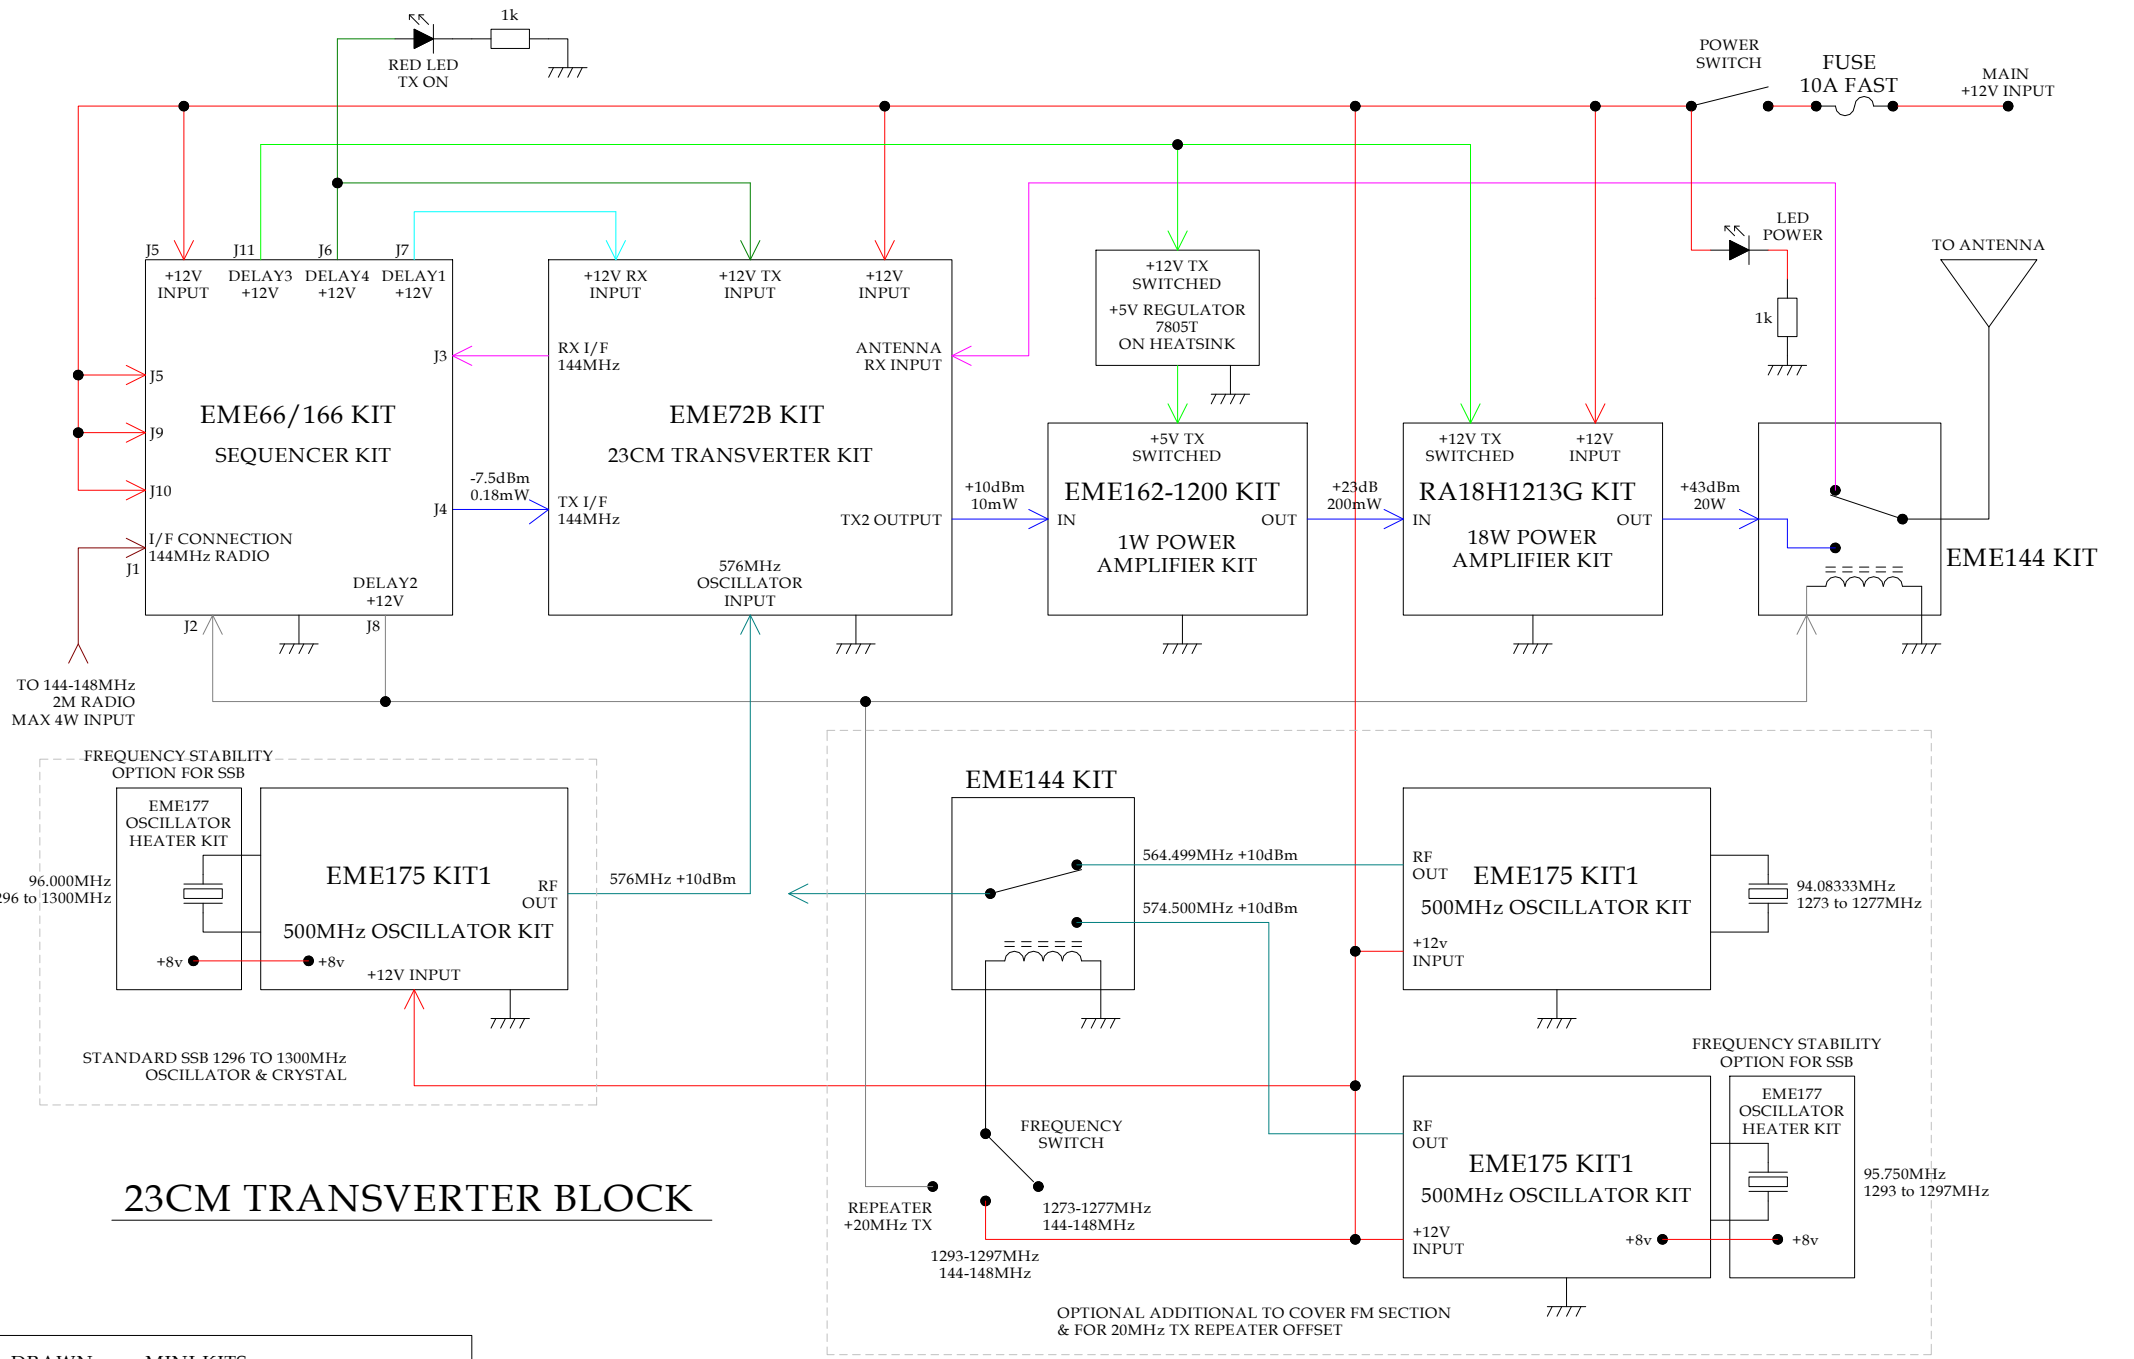 1k
RED LED
TX ON
POWER
SWITCH
FUSE
10A FAST
MAIN
+12V INPUT
LED
POWER
1k
TO ANTENNA
J5
J11
J6
J7
+12V
INPUT
DELAY3
+12V
DELAY4
+12V
DELAY1
+12V
J3
J5
EME66/166 KIT
SEQUENCER KIT
J9
J10
J4
I/F CONNECTION
144MHz RADIO
J1
DELAY2
+12V
J2
J8
TO 144-148MHz
2M RADIO
MAX 4W INPUT
-7.5dBm
0.18mW
+12V RX
INPUT
+12V TX
INPUT
+12V
INPUT
RX I/F
144MHz
ANTENNA
RX INPUT
EME72B KIT
23CM TRANSVERTER KIT
TX I/F
144MHz
TX2 OUTPUT
576MHz
OSCILLATOR
INPUT
+10dBm
10mW
+12V TX
SWITCHED
+5V REGULATOR
7805T
ON HEATSINK
+5V TX
SWITCHED
EME162-1200 KIT
IN
OUT
1W POWER
AMPLIFIER KIT
+23dB
200mW
+12V TX
SWITCHED
+12V
INPUT
RA18H1213G KIT
IN
OUT
18W POWER
AMPLIFIER KIT
+43dBm
20W
EME144 KIT
FREQUENCY STABILITY
OPTION FOR SSB
EME177
OSCILLATOR
HEATER KIT
96.000MHz
296 to 1300MHz
+8v
+8v
EME175 KIT1
500MHz OSCILLATOR KIT
RF
OUT
+12V INPUT
576MHz +10dBm
STANDARD SSB 1296 TO 1300MHz
OSCILLATOR & CRYSTAL
EME144 KIT
564.499MHz +10dBm
574.500MHz +10dBm
RF
OUT
EME175 KIT1
500MHz OSCILLATOR KIT
+12v
INPUT
94.08333MHz
1273 to 1277MHz
FREQUENCY
SWITCH
REPEATER
+20MHz TX
1273-1277MHz
144-148MHz
1293-1297MHz
144-148MHz
FREQUENCY STABILITY
OPTION FOR SSB
RF
OUT
EME175 KIT1
500MHz OSCILLATOR KIT
+12V
INPUT
+8v
+8v
EME177
OSCILLATOR
HEATER KIT
95.750MHz
1293 to 1297MHz
OPTIONAL ADDITIONAL TO COVER FM SECTION
& FOR 20MHz TX REPEATER OFFSET
23CM TRANSVERTER BLOCK
DRAWN MINI-KITS